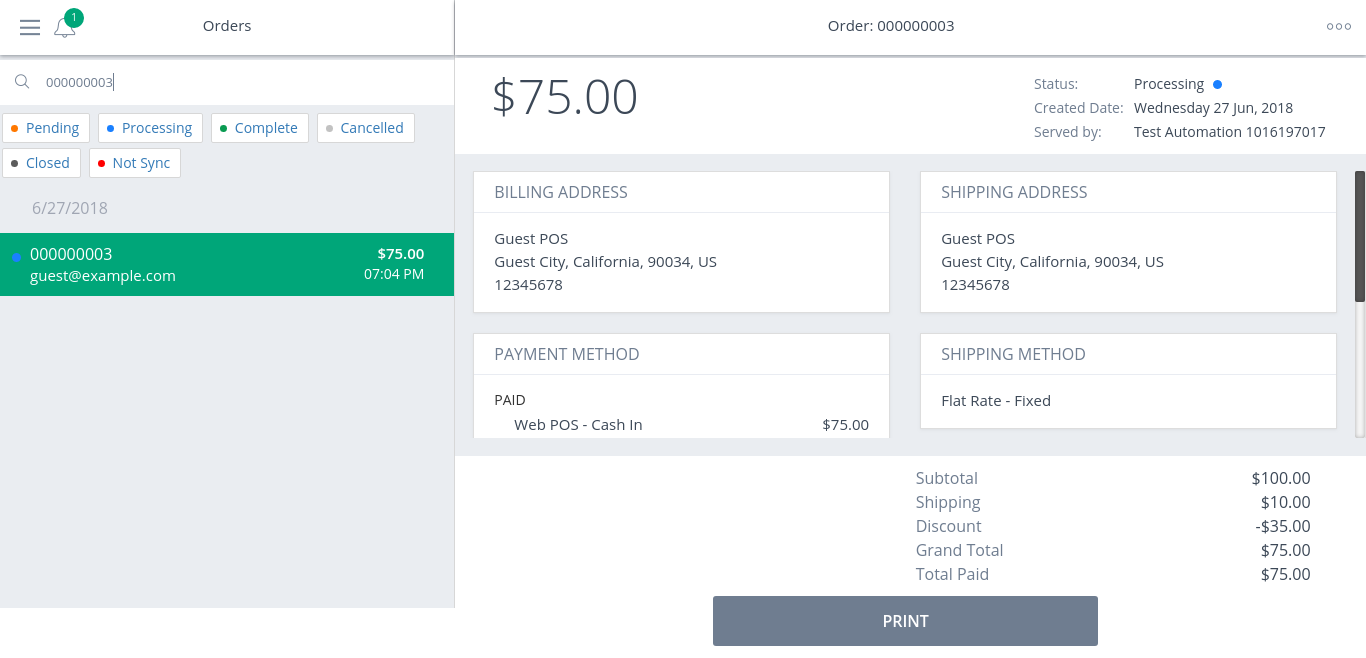 1
Orders
Order: 000000003
000000003
Pending
Processing
Complete
Cancelled
Closed
Not Sync
6/27/2018
000000003 $75.00
guest@example.com 07:04 PM
$75.00
Status: Processing
Created Date: Wednesday 27 Jun, 2018
Served by: Test Automation 1016197017
BILLING ADDRESS
Guest POS
Guest City, California, 90034, US
12345678
SHIPPING ADDRESS
Guest POS
Guest City, California, 90034, US
12345678
PAYMENT METHOD
PAID
Web POS - Cash In $75.00
SHIPPING METHOD
Flat Rate - Fixed
Subtotal $100.00
Shipping $10.00
Discount -$35.00
Grand Total $75.00
Total Paid $75.00
PRINT